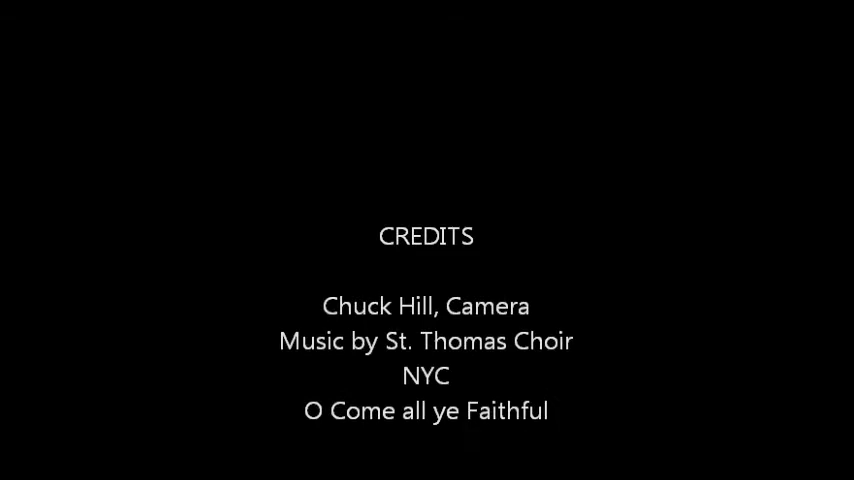 CREDITS
Chuck Hill, Camera
Music by St. Thomas Choir
NYC
O Come all ye Faithful